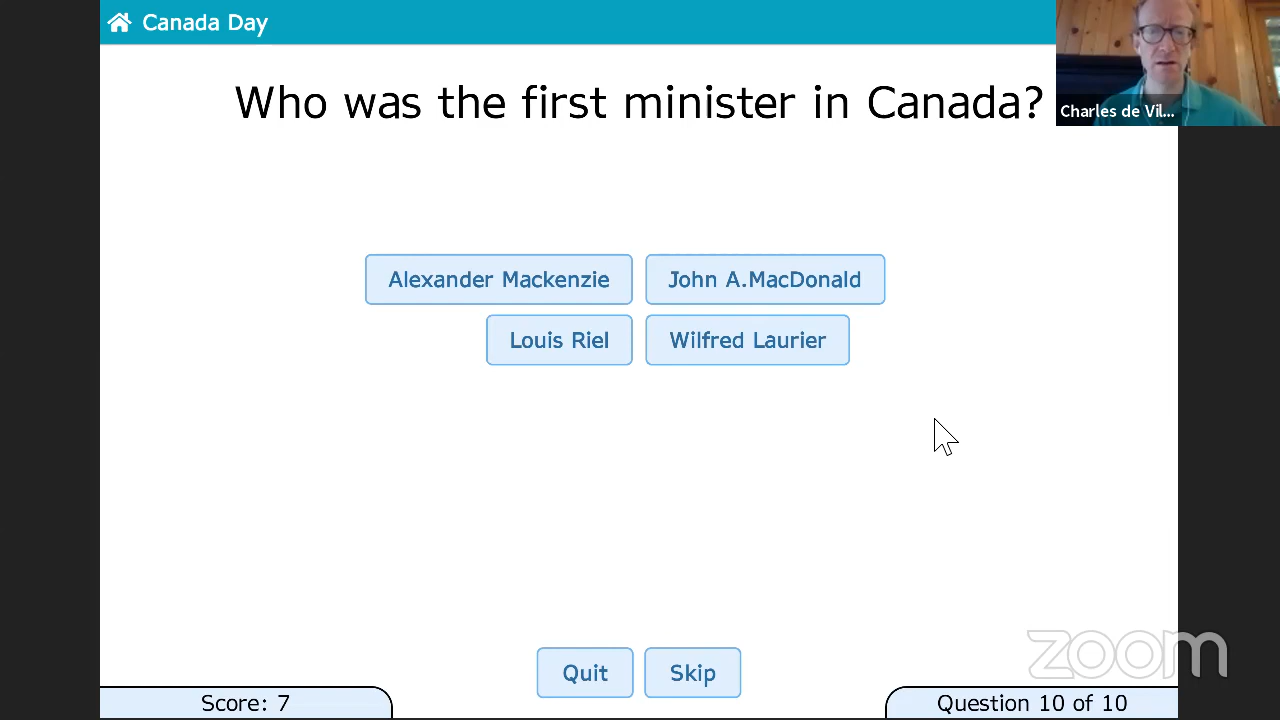 Canada Day
Who was the first minister in Canada?
Charles de Vil...
Alexander Mackenzie
John A.MacDonald
Louis Riel
Wilfred Laurier
zoom
Quit
Skip
Score: 7
Question 10 of 10